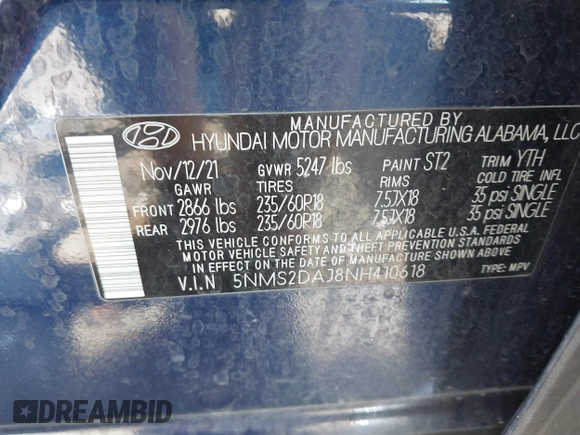 MANUFACTURED BY
HYUNDAI MOTOR MANUFACTURING ALABAMA, LLC
Nov/12/21 GVWR 5247 lbs PAINT ST2 TRIM YTH
GAWR TIRES RIMS COLD TIRE INFL
FRONT 2866 lbs 235/60R18 7.5JX18 35 psi SINGLE
REAR 2976 lbs 235/60R18 7.5JX18 35 psi SINGLE
THIS VEHICLE CONFORMS TO ALL APPLICABLE U.S.A. FEDERAL
MOTOR VEHICLE SAFETY AND THEFT PREVENTION STANDARDS IN
EFFECT ON THE DATE OF MANUFACTURE SHOWN ABOVE.
V.I.N 5NMS2DAJ8NH410618 TYPE: MPV
DREAMBID